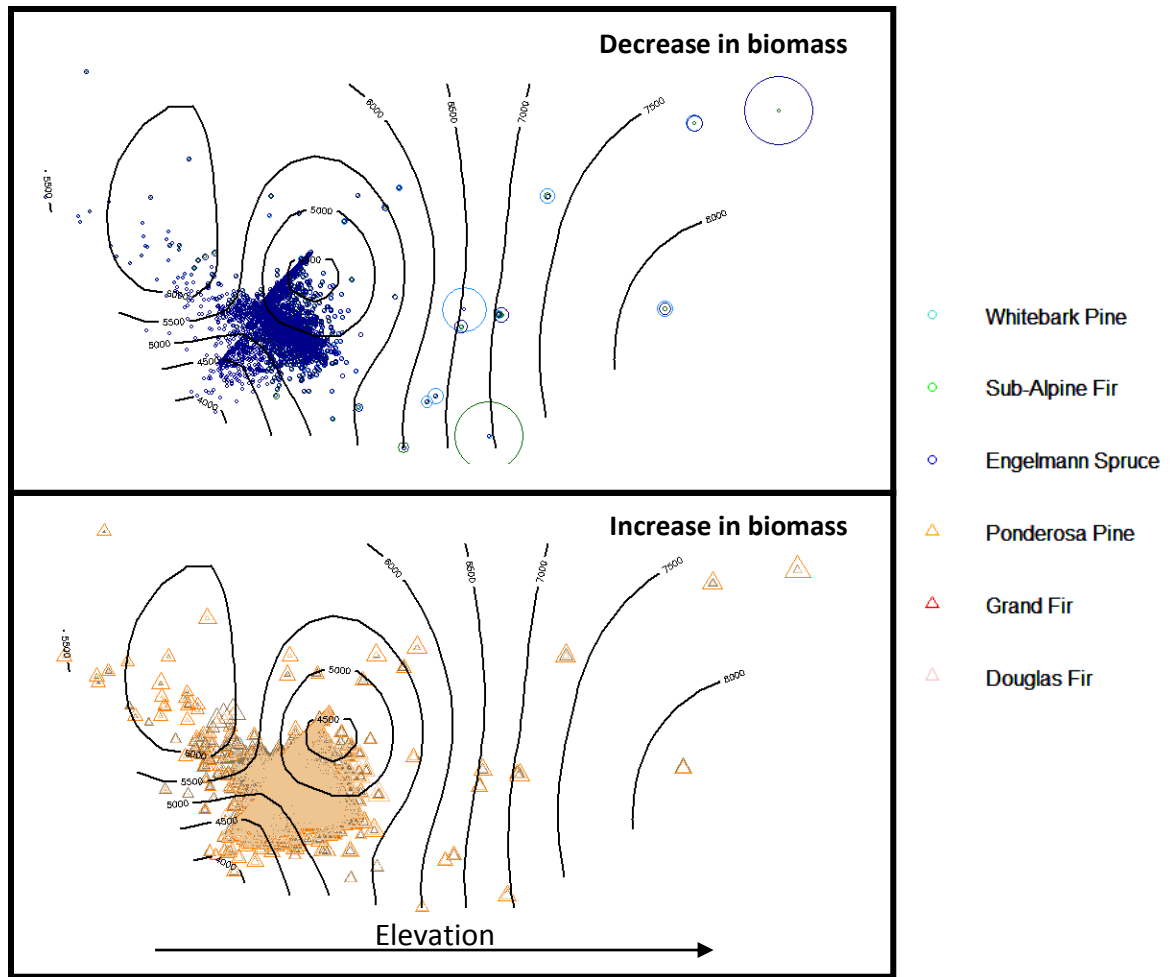 Decrease in biomass
6000
6500
7000
7500
. 5500
5000
8000
6000
5500
5000
4500
4000
Whitebark Pine
Sub-Alpine Fir
Engelmann Spruce
Ponderosa Pine
Grand Fir
Douglas Fir
Increase in biomass
6000
6500
7000
7500
. 5500
5000
8000
4500
6000
5500
5000
4500
4000
Elevation